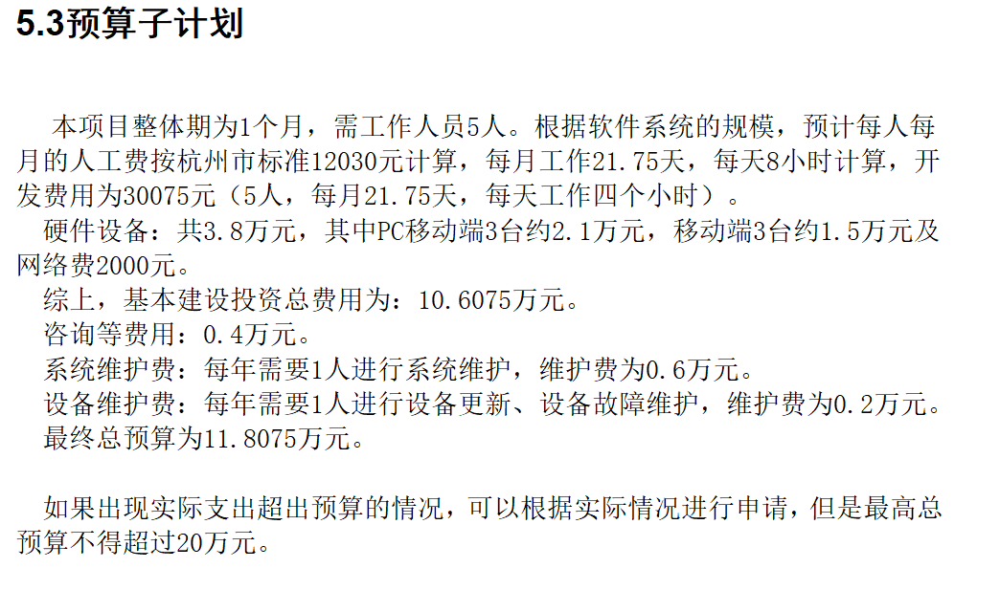 5.3预算子计划
本项目整体期为1个月，需工作人员5人。根据软件系统的规模，预计每人每
月的人工费按杭州市标准12030元计算，每月工作21.75天，每天8小时计算，开
发费用为30075元（5人，每月21.75天，每天工作四个小时）。
硬件设备：共3.8万元，其中PC移动端3台约2.1万元，移动端3台约1.5万元及
网络费2000元。
综上，基本建设投资总费用为：10.6075万元。
咨询等费用：0.4万元。
系统维护费：每年需要1人进行系统维护，维护费为0.6万元。
设备维护费：每年需要1人进行设备更新、设备故障维护，维护费为0.2万元。
最终总预算为11.8075万元。
如果出现实际支出超出预算的情况，可以根据实际情况进行申请，但是最高总
预算不得超过20万元。